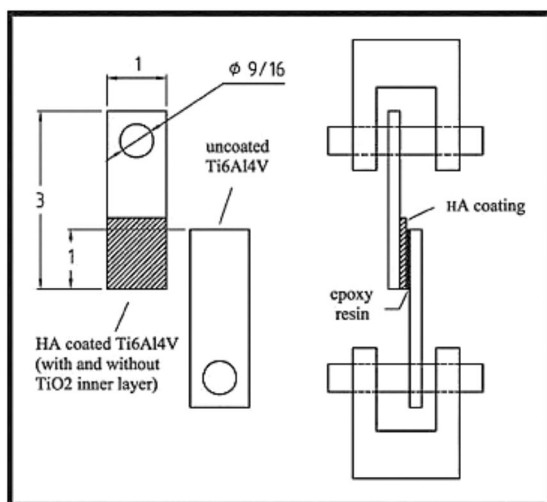 1
ϕ 9/16
uncoated
Ti6Al4V
3
1
HA coating
epoxy
resin
HA coated Ti6Al4V
(with and without
TiO2 inner layer)